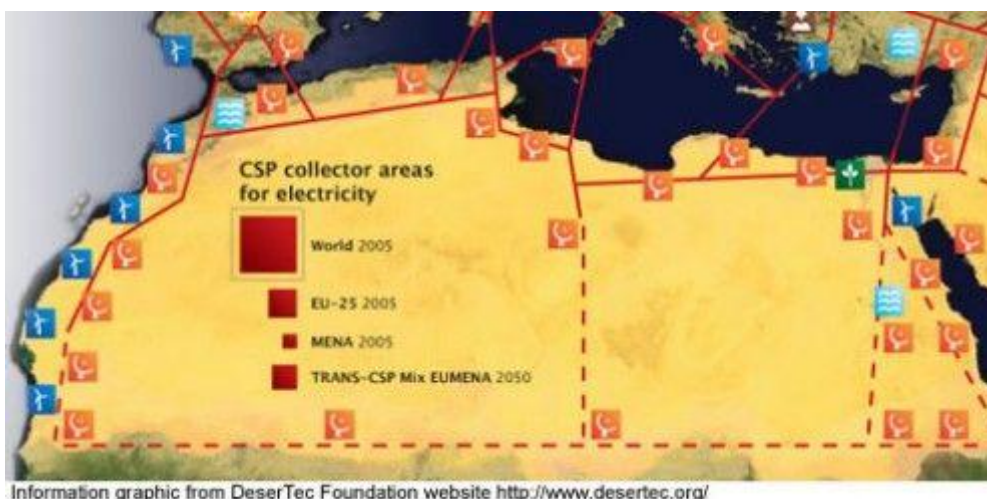 CSP collector areas
for electricity
World 2005
EU-25 2005
MENA 2005
TRANS-CSP Mix EUMENA 2050
Information graphic from DeserTec Foundation website http://www.desertec.org/